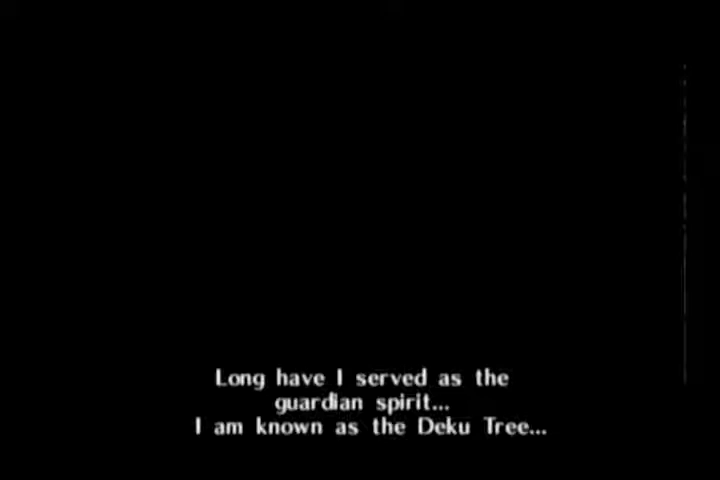 Long have I served as the
guardian spirit...
I am known as the Deku Tree...